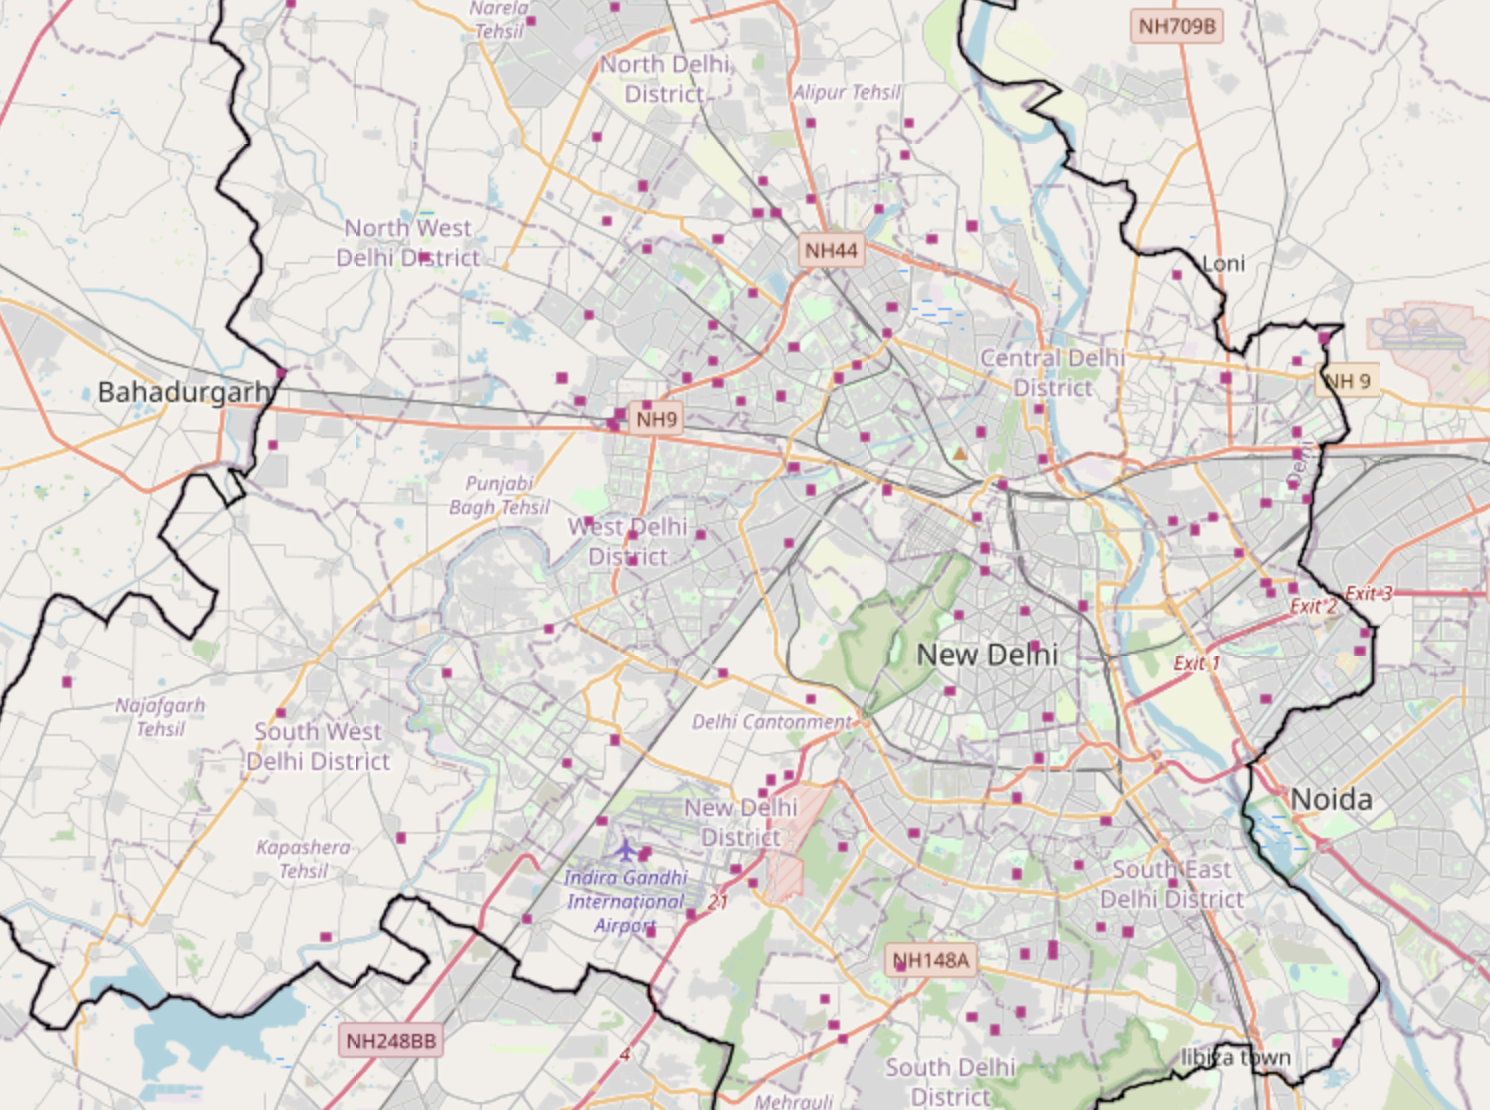 Narela
Tehsil
NH709B
North Delhi
District
Alipur Tehsil
North West
Delhi District
NH44
Loni
Central Delhi
District
NH 9
Bahadurgarh
NH9
Delhi
Punjabi
Bagh Tehsil
West Delhi
District
Exit 3
Exit 2
New Delhi
Exit 1
Najafgarh
Tehsil
Delhi Cantonment
South West
Delhi District
Noida
New Delhi
District
Kapashera
Tehsil
Indira Gandhi
International
Airport
21
South East
Delhi District
NH148A
NH248BB
4
libiza town
South Delhi
District
Mehrauli